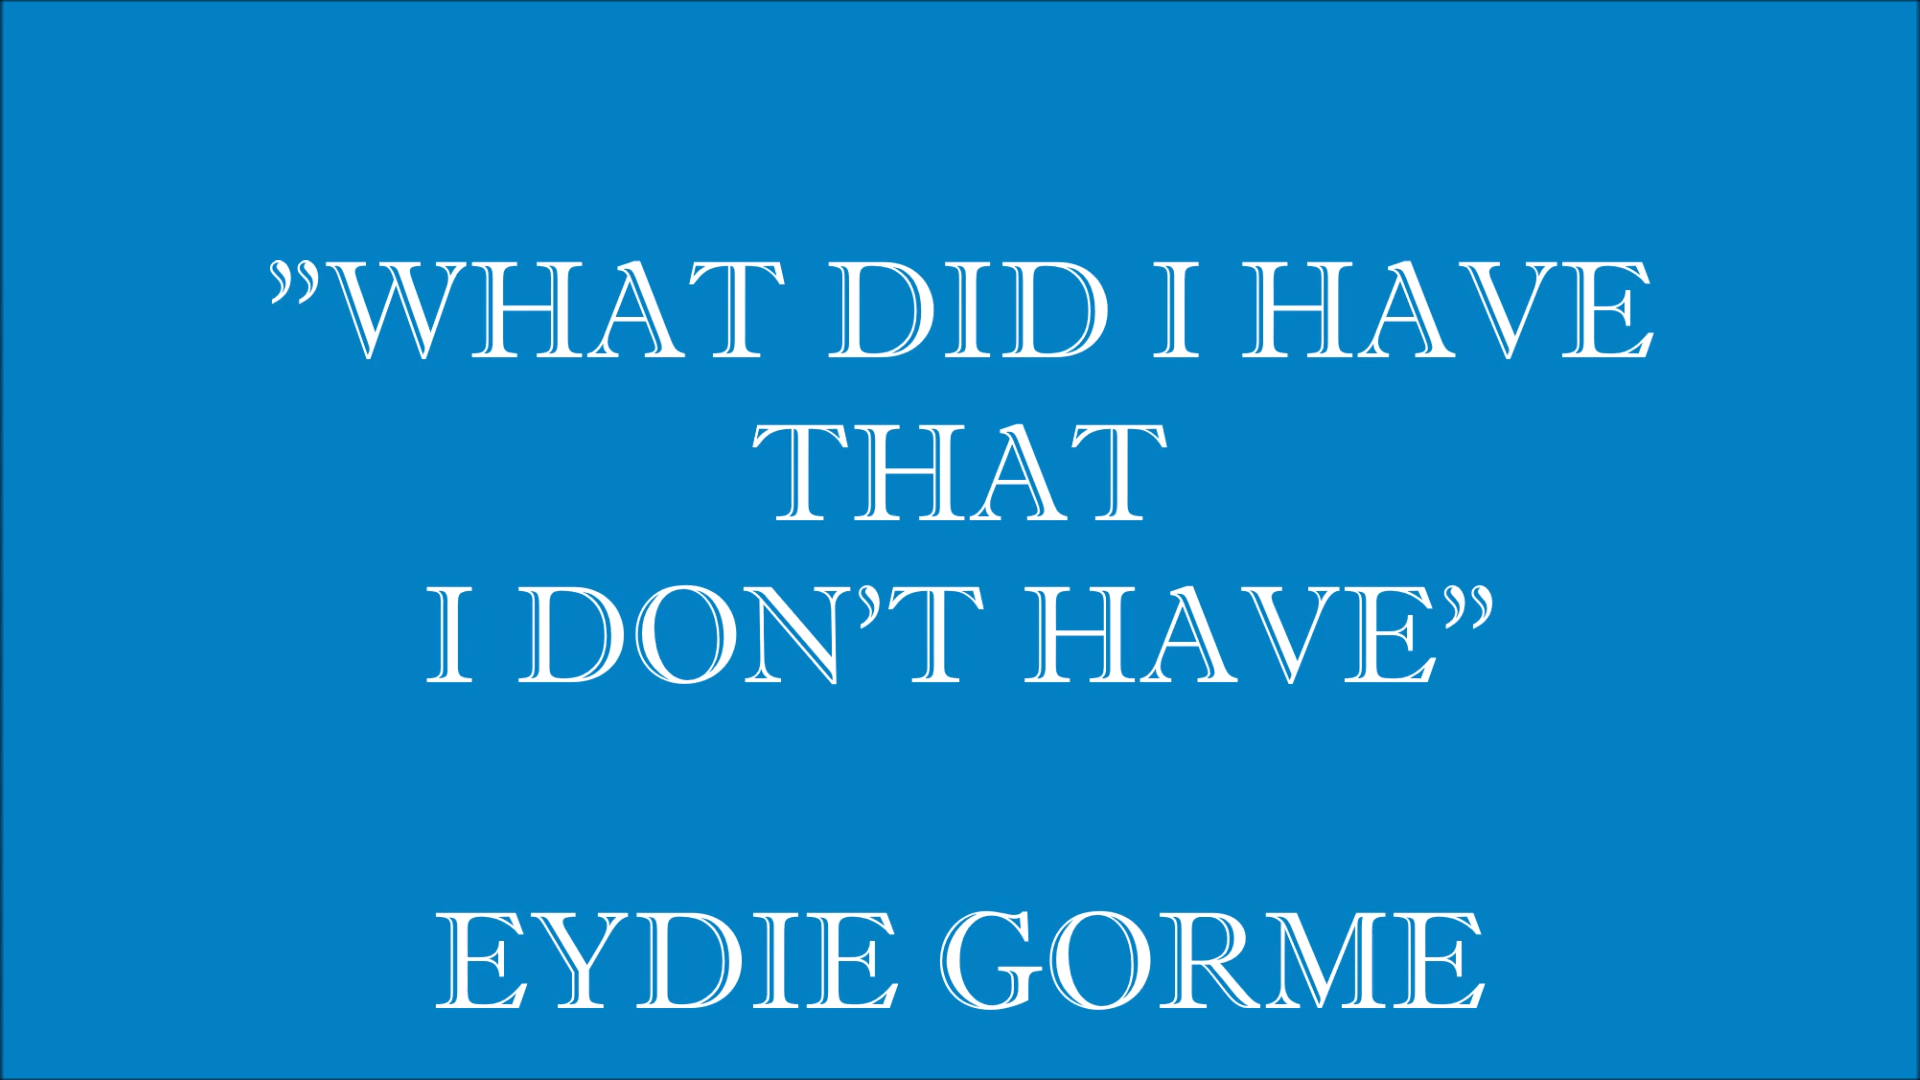 ”WHAT DID I HAVE
THAT
I DON’T HAVE”
EYDIE GORME